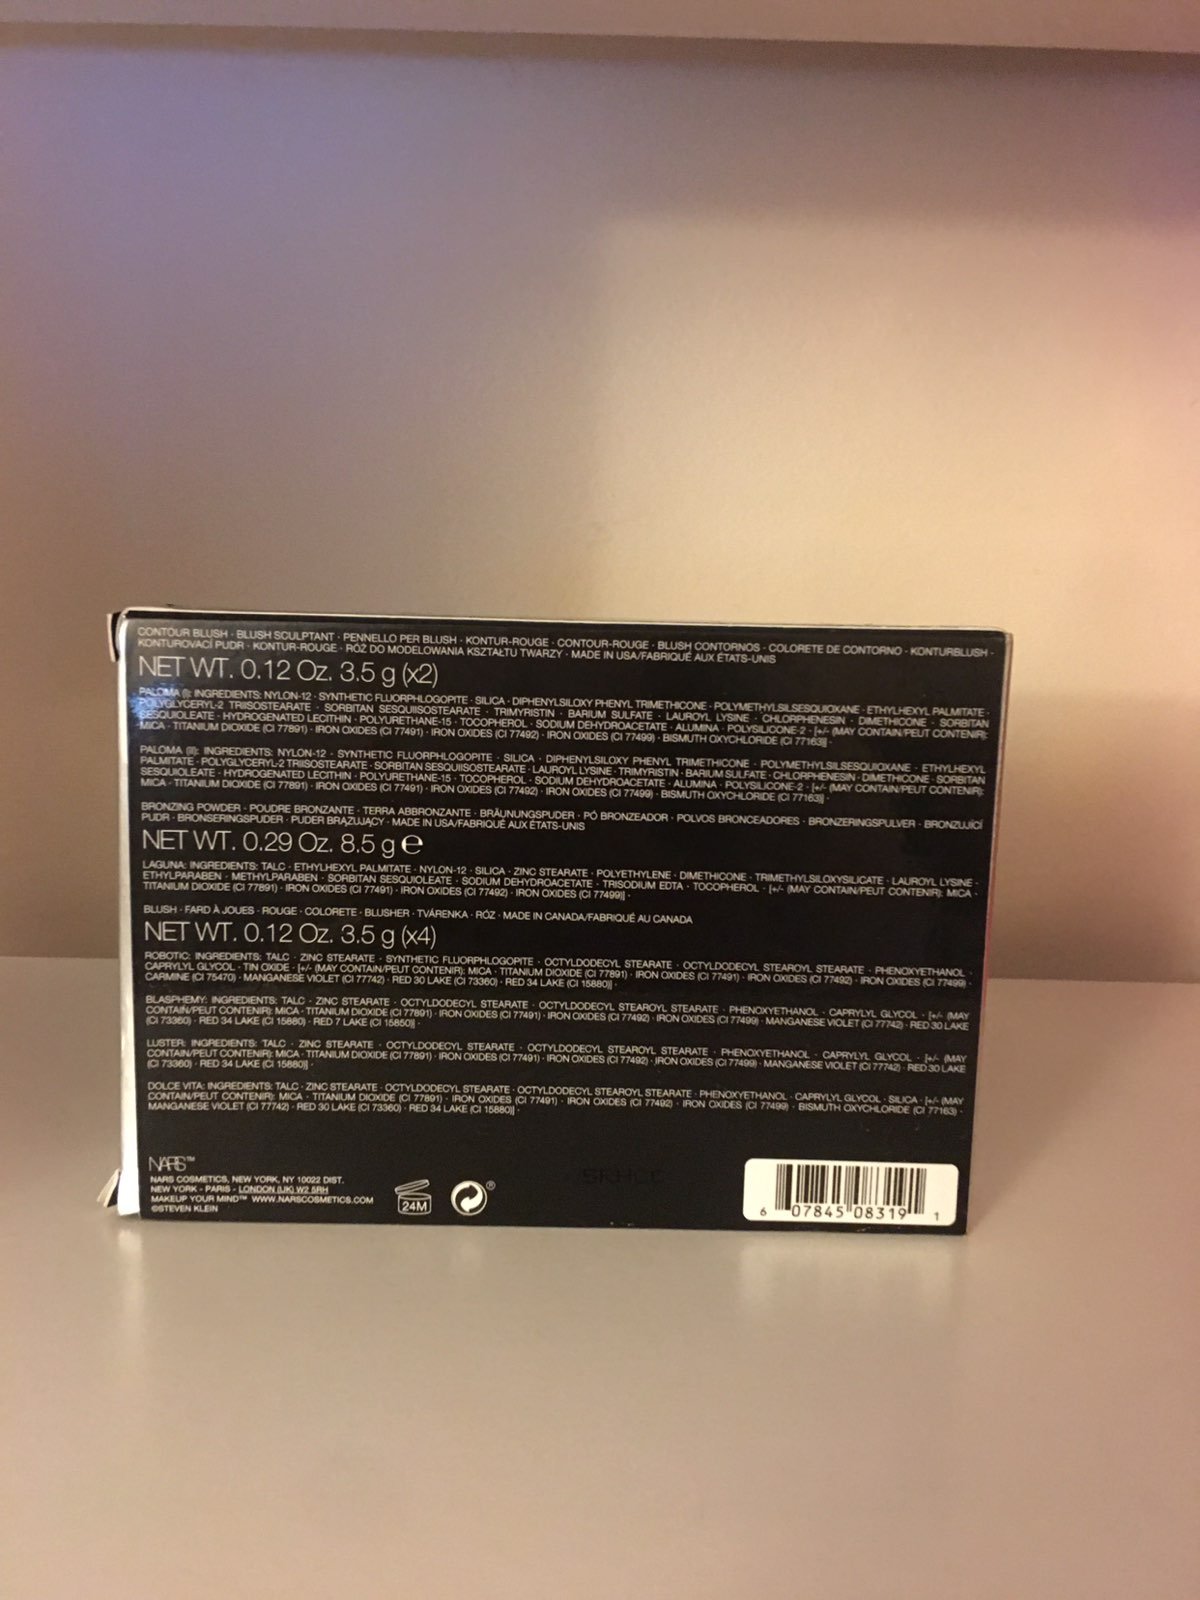 CONTOUR BLUSH · BLUSH SCULPTANT · PENNELLO PER BLUSH · KONTUR-ROUGE · CONTOUR-ROUGE · BLUSH CONTORNOS · COLORETE DE CONTORNO · KONTURBLUSH ·
KONTUROVACÍ PUDR · KONTUR-ROUGE · RÓŻ DO MODELOWANIA KSZTAŁTU TWARZY · MADE IN USA/FABRIQUÉ AUX ÉTATS-UNIS
NET WT. 0.12 Oz. 3.5 g (x2)
PALOMA (I): INGREDIENTS: NYLON-12 · SYNTHETIC FLUORPHLOGOPITE · SILICA · DIPHENYLSILOXY PHENYL TRIMETHICONE · POLYMETHYLSILSESQUIOXANE · ETHYLHEXYL PALMITATE ·
POLYGLYCERYL-2 TRIISOSTEARATE · SORBITAN SESQUIISOSTEARATE · TRIMYRISTIN · BARIUM SULFATE · LAUROYL LYSINE · CHLORPHENESIN · DIMETHICONE · SORBITAN
SESQUIOLEATE · HYDROGENATED LECITHIN · POLYURETHANE-15 · TOCOPHEROL · SODIUM DEHYDROACETATE · ALUMINA · POLYSILICONE-2 · [+/- (MAY CONTAIN/PEUT CONTENIR):
MICA · TITANIUM DIOXIDE (CI 77891) · IRON OXIDES (CI 77491) · IRON OXIDES (CI 77492) · IRON OXIDES (CI 77499) · BISMUTH OXYCHLORIDE (CI 77163)] ·
PALOMA (II): INGREDIENTS: NYLON-12 · SYNTHETIC FLUORPHLOGOPITE · SILICA · DIPHENYLSILOXY PHENYL TRIMETHICONE · POLYMETHYLSILSESQUIOXANE · ETHYLHEXYL
PALMITATE · POLYGLYCERYL-2 TRIISOSTEARATE · SORBITAN SESQUIISOSTEARATE · LAUROYL LYSINE · TRIMYRISTIN · BARIUM SULFATE · CHLORPHENESIN · DIMETHICONE · SORBITAN
SESQUIOLEATE · HYDROGENATED LECITHIN · POLYURETHANE-15 · TOCOPHEROL · SODIUM DEHYDROACETATE · ALUMINA · POLYSILICONE-2 · [+/- (MAY CONTAIN/PEUT CONTENIR):
MICA · TITANIUM DIOXIDE (CI 77891) · IRON OXIDES (CI 77491) · IRON OXIDES (CI 77492) · IRON OXIDES (CI 77499) · BISMUTH OXYCHLORIDE (CI 77163)] ·
BRONZING POWDER · POUDRE BRONZANTE · TERRA ABBRONZANTE · BRÄUNUNGSPUDER · PÓ BRONZEADOR · POLVOS BRONCEADORES · BRONZERINGSPULVER · BRONZUJÍCÍ
PUDR · BRONSERINGSPUDER · PUDER BRĄZUJĄCY · MADE IN USA/FABRIQUÉ AUX ÉTATS-UNIS
NET WT. 0.29 Oz. 8.5 g ℮
LAGUNA: INGREDIENTS: TALC · ETHYLHEXYL PALMITATE · NYLON-12 · SILICA · ZINC STEARATE · POLYETHYLENE · DIMETHICONE · TRIMETHYLSILOXYSILICATE · LAUROYL LYSINE ·
ETHYLPARABEN · METHYLPARABEN · SORBITAN SESQUIOLEATE · SODIUM DEHYDROACETATE · TRISODIUM EDTA · TOCOPHEROL · [+/- (MAY CONTAIN/PEUT CONTENIR): MICA ·
TITANIUM DIOXIDE (CI 77891) · IRON OXIDES (CI 77491) · IRON OXIDES (CI 77492) · IRON OXIDES (CI 77499)] ·
BLUSH · FARD À JOUES · ROUGE · COLORETE · BLUSHER · TVÁRENKA · RÓZ · MADE IN CANADA/FABRIQUÉ AU CANADA
NET WT. 0.12 Oz. 3.5 g (x4)
ROBOTIC: INGREDIENTS: TALC · ZINC STEARATE · SYNTHETIC FLUORPHLOGOPITE · OCTYLDODECYL STEARATE · OCTYLDODECYL STEAROYL STEARATE · PHENOXYETHANOL ·
CAPRYLYL GLYCOL · TIN OXIDE · [+/- (MAY CONTAIN/PEUT CONTENIR): MICA · TITANIUM DIOXIDE (CI 77891) · IRON OXIDES (CI 77491) · IRON OXIDES (CI 77492) · IRON OXIDES (CI 77499) ·
CARMINE (CI 75470) · MANGANESE VIOLET (CI 77742) · RED 30 LAKE (CI 73360) · RED 34 LAKE (CI 15880)] ·
BLASPHEMY: INGREDIENTS: TALC · ZINC STEARATE · OCTYLDODECYL STEARATE · OCTYLDODECYL STEAROYL STEARATE · PHENOXYETHANOL · CAPRYLYL GLYCOL · [+/- (MAY
CONTAIN/PEUT CONTENIR): MICA · TITANIUM DIOXIDE (CI 77891) · IRON OXIDES (CI 77491) · IRON OXIDES (CI 77492) · IRON OXIDES (CI 77499) · MANGANESE VIOLET (CI 77742) · RED 30 LAKE
(CI 73360) · RED 34 LAKE (CI 15880) · RED 7 LAKE (CI 15850)] ·
LUSTER: INGREDIENTS: TALC · ZINC STEARATE · OCTYLDODECYL STEARATE · OCTYLDODECYL STEAROYL STEARATE · PHENOXYETHANOL · CAPRYLYL GLYCOL · [+/- (MAY
CONTAIN/PEUT CONTENIR): MICA · TITANIUM DIOXIDE (CI 77891) · IRON OXIDES (CI 77491) · IRON OXIDES (CI 77492) · IRON OXIDES (CI 77499) · MANGANESE VIOLET (CI 77742) · RED 30 LAKE
(CI 73360) · RED 34 LAKE (CI 15880)] ·
DOLCE VITA: INGREDIENTS: TALC · ZINC STEARATE · OCTYLDODECYL STEARATE · OCTYLDODECYL STEAROYL STEARATE · PHENOXYETHANOL · CAPRYLYL GLYCOL · SILICA · [+/- (MAY
CONTAIN/PEUT CONTENIR): MICA · TITANIUM DIOXIDE (CI 77891) · IRON OXIDES (CI 77491) · IRON OXIDES (CI 77492) · IRON OXIDES (CI 77499) · BISMUTH OXYCHLORIDE (CI 77163) ·
MANGANESE VIOLET (CI 77742) · RED 30 LAKE (CI 73360) · RED 34 LAKE (CI 15880)] ·
NARS™
NARS COSMETICS, NEW YORK, NY 10022 DIST.
NEW YORK - PARIS - LONDON (UK) W2 5RH
MAKEUP YOUR MIND™ WWW.NARSCOSMETICS.COM
©STEVEN KLEIN
24M
®
6 07845 08319 1